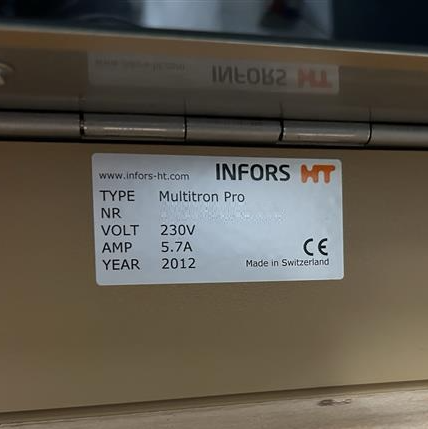 www.infors-ht.com INFORS HT
TYPE Multitron Pro
NR
VOLT 230V
AMP 5.7A
YEAR 2012 Made in Switzerland
CE